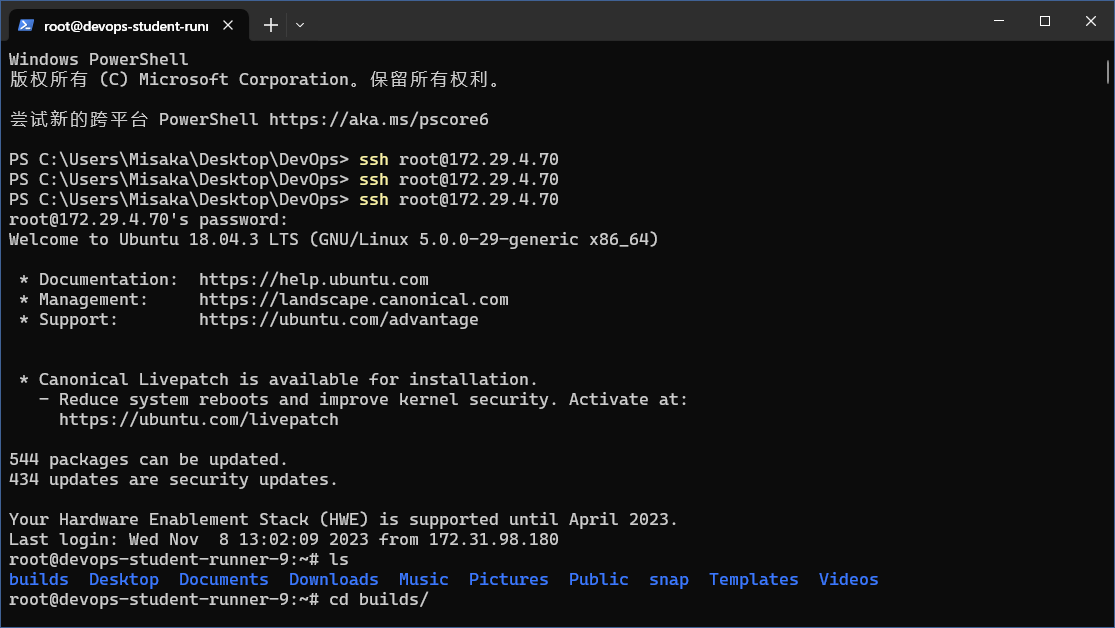 root@devops-student-runi
Windows PowerShell
版权所有 (C) Microsoft Corporation。保留所有权利。
尝试新的跨平台 PowerShell https://aka.ms/pscore6
PS C:\Users\Misaka\Desktop\DevOps> ssh root@172.29.4.70
PS C:\Users\Misaka\Desktop\DevOps> ssh root@172.29.4.70
PS C:\Users\Misaka\Desktop\DevOps> ssh root@172.29.4.70
root@172.29.4.70's password:
Welcome to Ubuntu 18.04.3 LTS (GNU/Linux 5.0.0-29-generic x86_64)
* Documentation:  https://help.ubuntu.com
* Management:     https://landscape.canonical.com
* Support:        https://ubuntu.com/advantage
* Canonical Livepatch is available for installation.
- Reduce system reboots and improve kernel security. Activate at:
https://ubuntu.com/livepatch
544 packages can be updated.
434 updates are security updates.
Your Hardware Enablement Stack (HWE) is supported until April 2023.
Last login: Wed Nov  8 13:02:09 2023 from 172.31.98.180
root@devops-student-runner-9:~# ls
builds  Desktop  Documents  Downloads  Music  Pictures  Public  snap  Templates  Videos
root@devops-student-runner-9:~# cd builds/